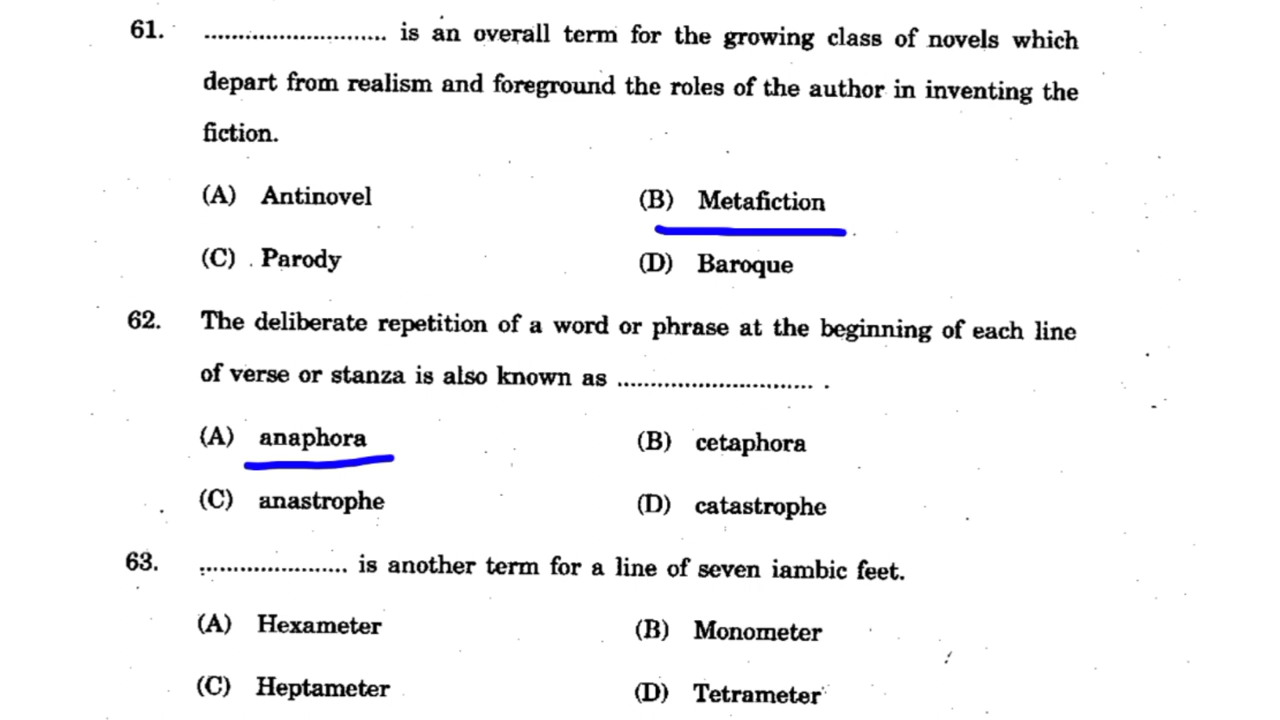 61. ........................... is an overall term for the growing class of novels which
depart from realism and foreground the roles of the author in inventing the
fiction.
(A) Antinovel (B) Metafiction
(C) Parody (D) Baroque
62. The deliberate repetition of a word or phrase at the beginning of each line
of verse or stanza is also known as ............................. .
(A) anaphora (B) cetaphora
(C) anastrophe (D) catastrophe
63. ...................... is another term for a line of seven iambic feet.
(A) Hexameter (B) Monometer
(C) Heptameter (D) Tetrameter